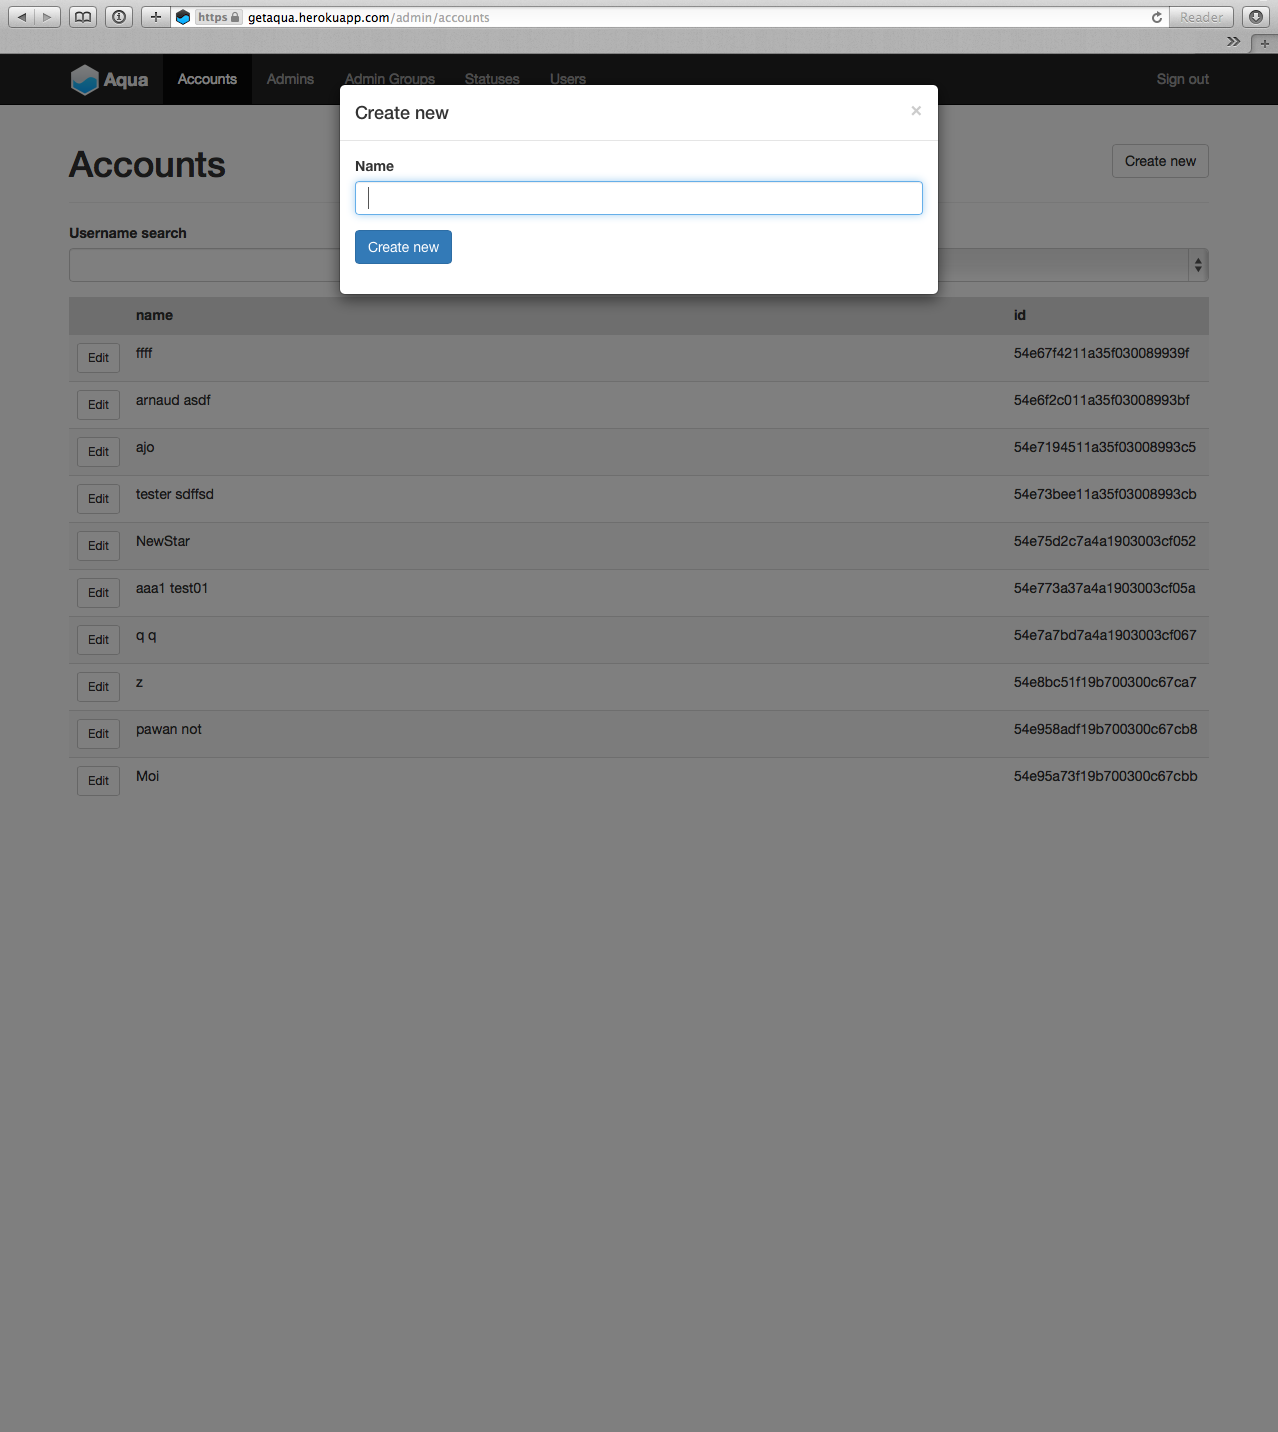 https getaqua.herokuapp.com/admin/accounts Reader
Aqua Accounts Admins Admin Groups Statuses Users Sign out
Create new ×
Accounts
Create new
Name
Create new
Username search
name id
Edit ffff 54e67f4211a35f030089939f
Edit arnaud asdf 54e6f2c011a35f03008993bf
Edit ajo 54e7194511a35f03008993c5
Edit tester sdffsd 54e73bee11a35f03008993cb
Edit NewStar 54e75d2c7a4a1903003cf052
Edit aaa1 test01 54e773a37a4a1903003cf05a
Edit q q 54e7a7bd7a4a1903003cf067
Edit z 54e8bc51f19b700300c67ca7
Edit pawan not 54e958adf19b700300c67cb8
Edit Moi 54e95a73f19b700300c67cbb